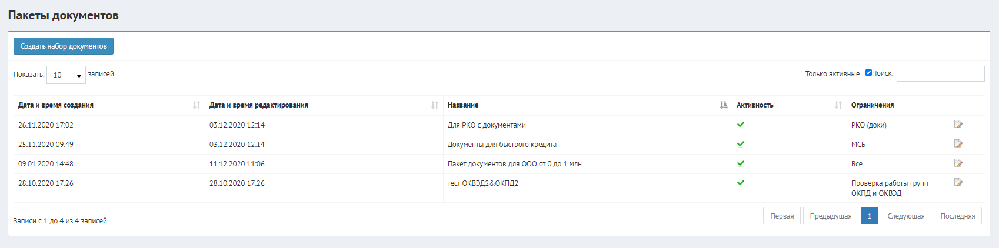 Пакеты документов
Создать набор документов
Показать: 10 записей
Только активные Поиск:
Дата и время создания Дата и время редактирования Название Активность Ограничения
26.11.2020 17:02 03.12.2020 12:14 Для РКО с документами РКО (доки)
25.11.2020 09:49 03.12.2020 12:14 Документы для быстрого кредита МСБ
09.01.2020 14:48 11.12.2020 11:06 Пакет документов для ООО от 0 до 1 млн. Все
28.10.2020 17:26 28.10.2020 17:26 тест ОКВЭД2&ОКПД2 Проверка работы групп
ОКПД и ОКВЭД
Записи с 1 до 4 из 4 записей
Первая Предыдущая 1 Следующая Последняя